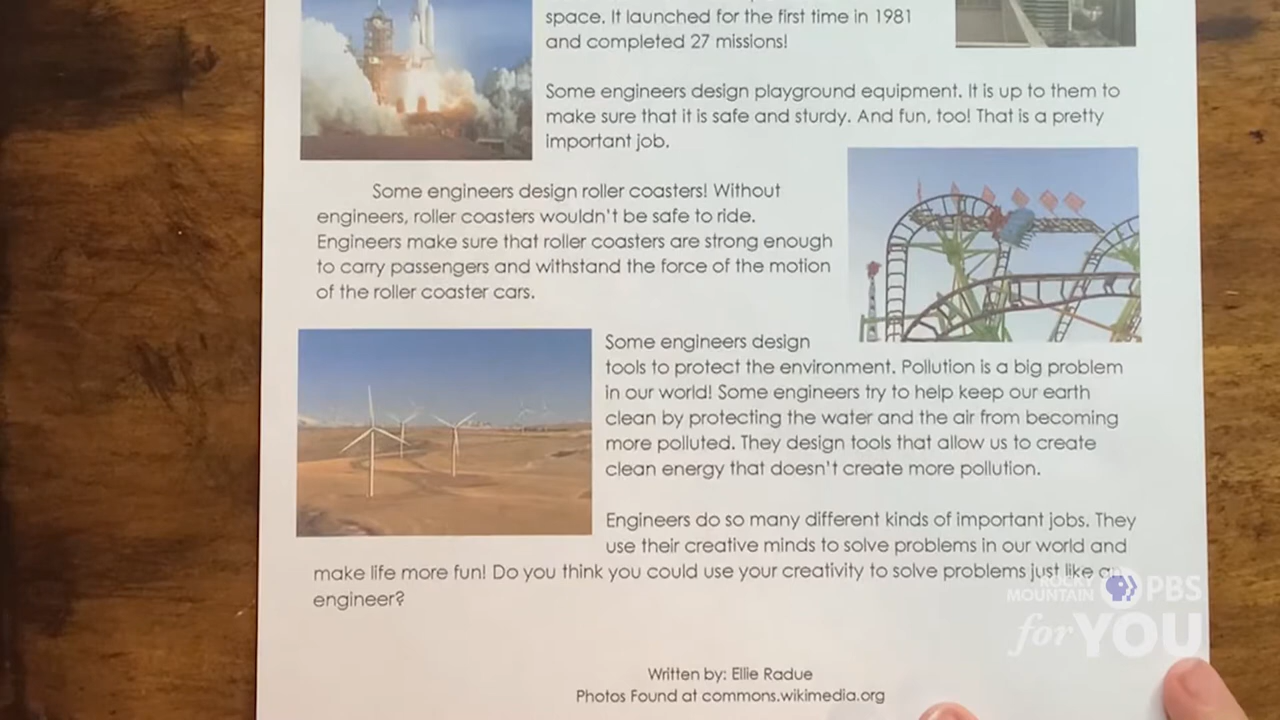 space. It launched for the first time in 1981
and completed 27 missions!
Some engineers design playground equipment. It is up to them to
make sure that it is safe and sturdy. And fun, too! That is a pretty
important job.
Some engineers design roller coasters! Without
engineers, roller coasters wouldn't be safe to ride.
Engineers make sure that roller coasters are strong enough
to carry passengers and withstand the force of the motion
of the roller coaster cars.
Some engineers design
tools to protect the environment. Pollution is a big problem
in our world! Some engineers try to help keep our earth
clean by protecting the water and the air from becoming
more polluted. They design tools that allow us to create
clean energy that doesn't create more pollution.
Engineers do so many different kinds of important jobs. They
use their creative minds to solve problems in our world and
make life more fun! Do you think you could use your creativity to solve problems just like an
engineer?
ROCKY
MOUNTAIN PBS
for YOU
Written by: Ellie Radue
Photos Found at commons.wikimedia.org